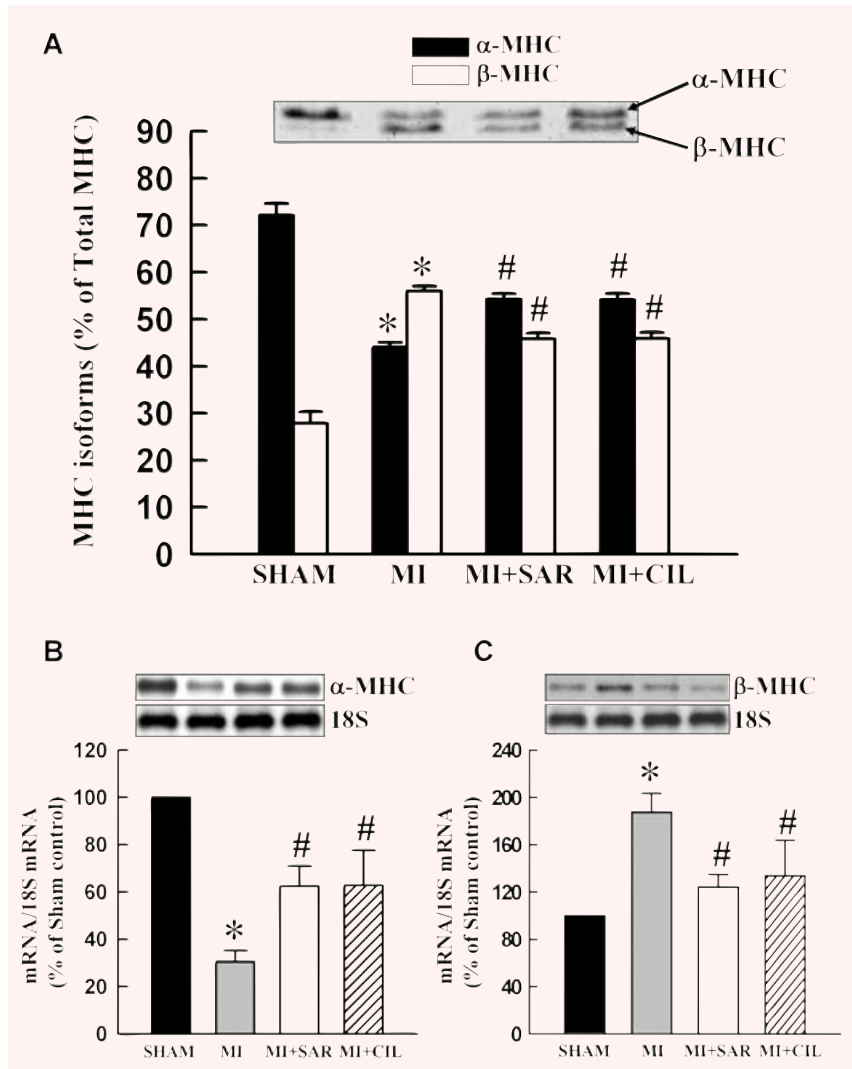 A
α-MHC
β-MHC
α-MHC
β-MHC
MHC isoforms (% of Total MHC)
90
80
70
60
50
40
30
20
10
0
*
*
#
#
#
#
SHAM MI MI+SAR MI+CIL
B
α-MHC
18S
mRNA/18S mRNA
(% of Sham control)
120
100
80
60
40
20
0
*
#
#
SHAM MI MI+SAR MI+CIL
C
β-MHC
18S
mRNA/18S mRNA
(% of Sham control)
240
200
160
120
80
40
0
*
#
#
SHAM MI MI+SAR MI+CIL